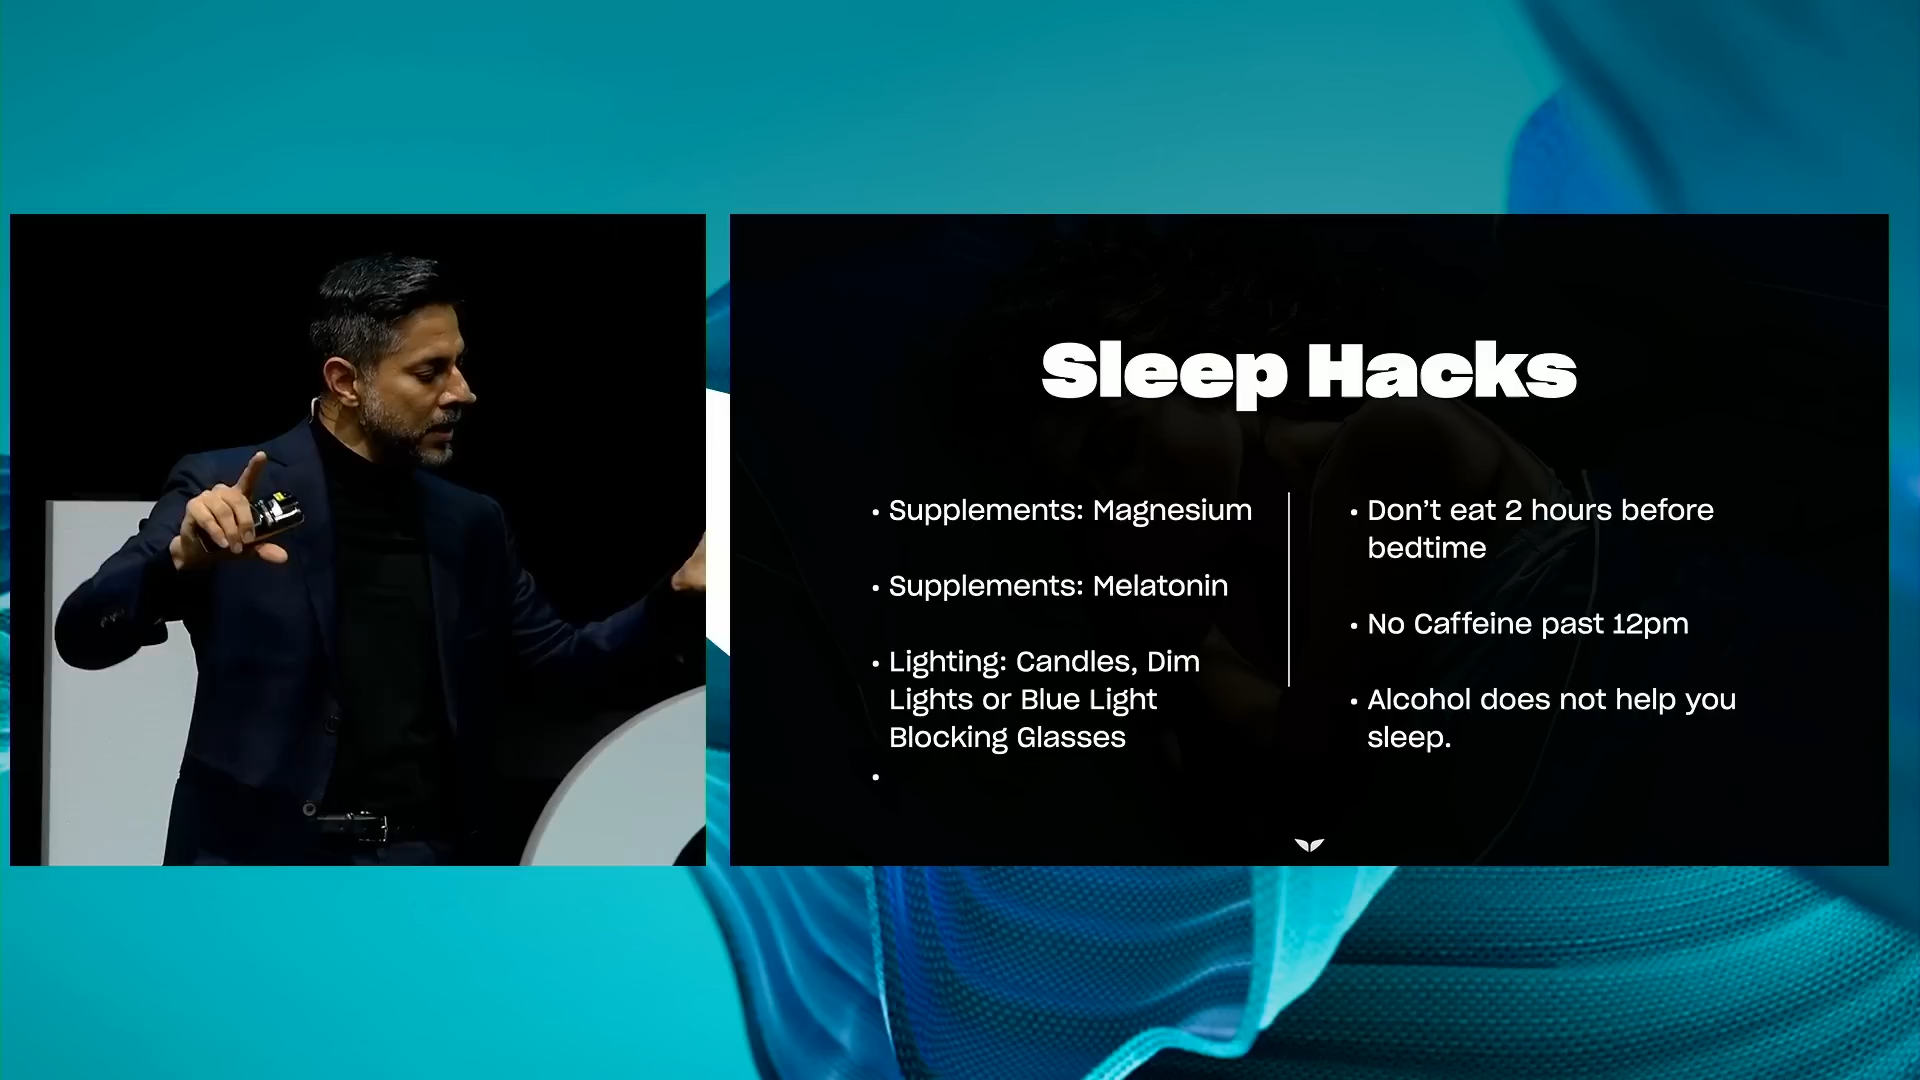 Sleep Hacks
• Supplements: Magnesium
• Supplements: Melatonin
• Lighting: Candles, Dim
Lights or Blue Light
Blocking Glasses
•
• Don’t eat 2 hours before
bedtime
• No Caffeine past 12pm
• Alcohol does not help you
sleep.